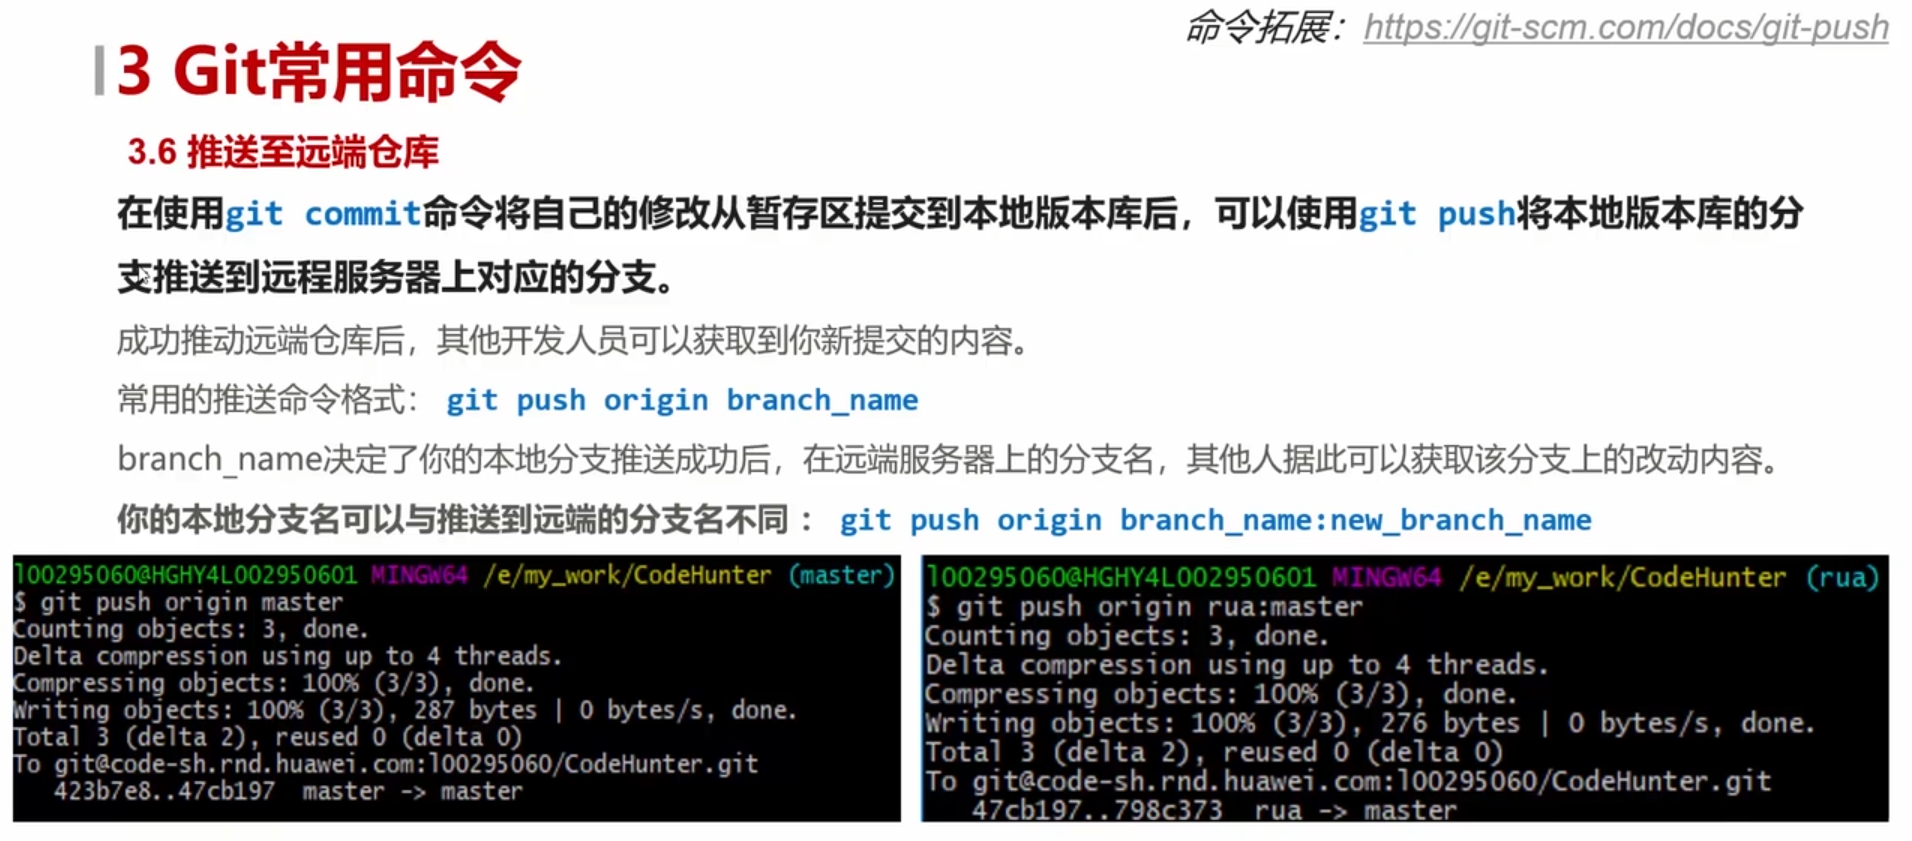 命令拓展：https://git-scm.com/docs/git-push
3 Git常用命令
3.6 推送至远端仓库
在使用git commit命令将自己的修改从暂存区提交到本地版本库后，可以使用git push将本地版本库的分
支推送到远程服务器上对应的分支。
成功推动远端仓库后，其他开发人员可以获取到你新提交的内容。
常用的推送命令格式： git push origin branch_name
branch_name决定了你的本地分支推送成功后，在远端服务器上的分支名，其他人据此可以获取该分支上的改动内容。
你的本地分支名可以与推送到远端的分支名不同： git push origin branch_name:new_branch_name
l00295060@HGHY4L002950601 MINGW64 /e/my_work/CodeHunter (master)
$ git push origin master
Counting objects: 3, done.
Delta compression using up to 4 threads.
Compressing objects: 100% (3/3), done.
Writing objects: 100% (3/3), 287 bytes | 0 bytes/s, done.
Total 3 (delta 2), reused 0 (delta 0)
To git@code-sh.rnd.huawei.com:l00295060/CodeHunter.git
423b7e8..47cb197 master -> master
l00295060@HGHY4L002950601 MINGW64 /e/my_work/CodeHunter (rua)
$ git push origin rua:master
Counting objects: 3, done.
Delta compression using up to 4 threads.
Compressing objects: 100% (3/3), done.
Writing objects: 100% (3/3), 276 bytes | 0 bytes/s, done.
Total 3 (delta 2), reused 0 (delta 0)
To git@code-sh.rnd.huawei.com:l00295060/CodeHunter.git
47cb197..798c373 rua -> master